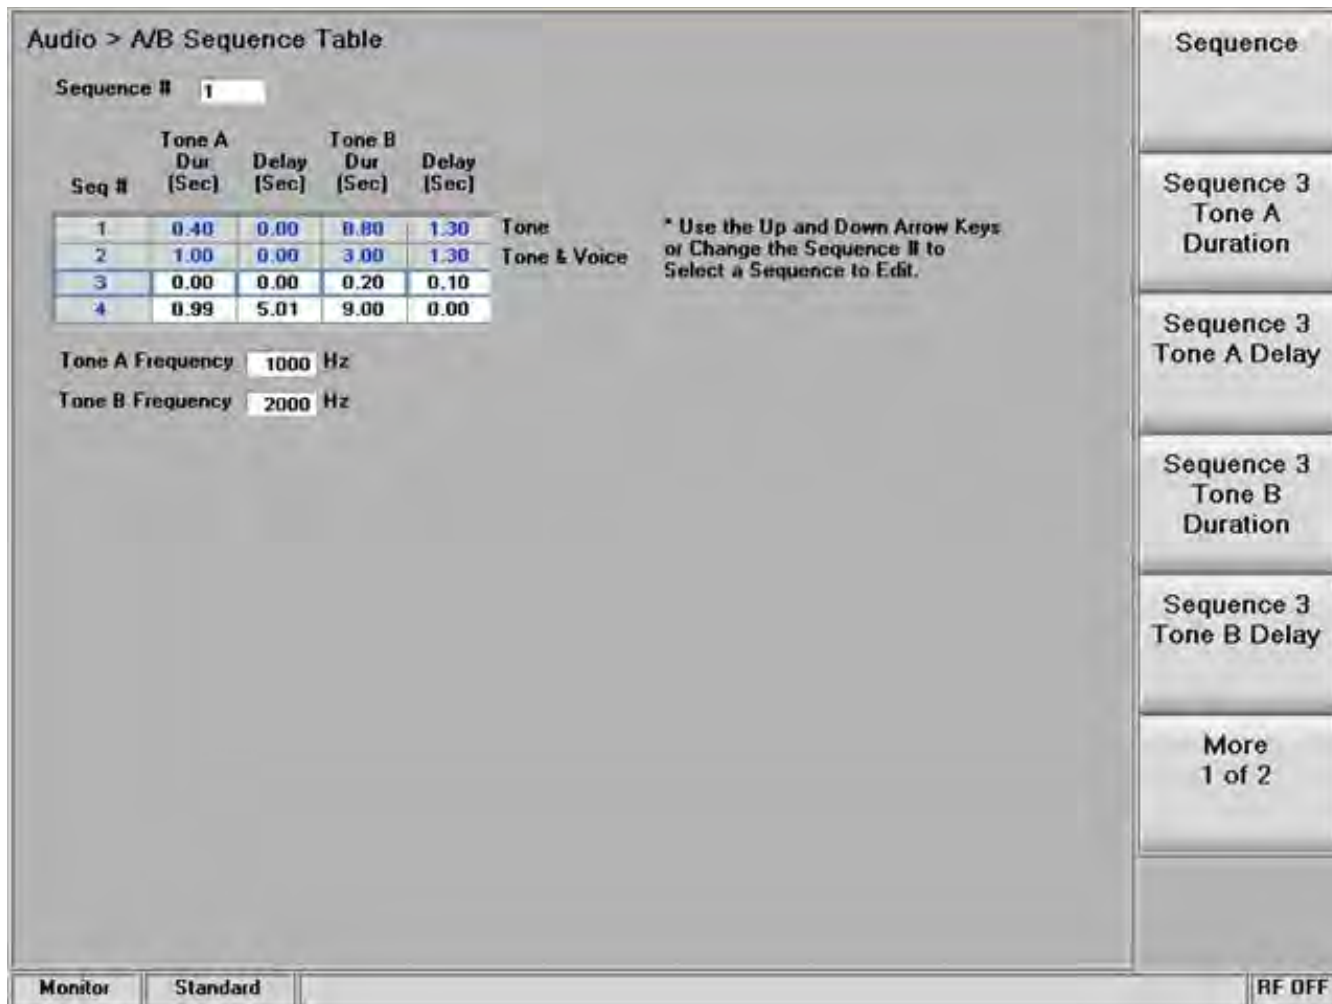 Audio > A/B Sequence Table
Sequence # 1
Tone A Tone B
Dur Delay Dur Delay
Seq # (Sec) (Sec) (Sec) (Sec)
1 0.40 0.00 0.80 1.30 Tone
2 1.00 0.00 3.00 1.30 Tone & Voice
3 0.00 0.00 0.20 0.10
4 0.99 5.01 9.00 0.00
* Use the Up and Down Arrow Keys
or Change the Sequence # to
Select a Sequence to Edit.
Tone A Frequency 1000 Hz
Tone B Frequency 2000 Hz
Sequence
Sequence 3
Tone A
Duration
Sequence 3
Tone A Delay
Sequence 3
Tone B
Duration
Sequence 3
Tone B Delay
More
1 of 2
Monitor Standard RF OFF